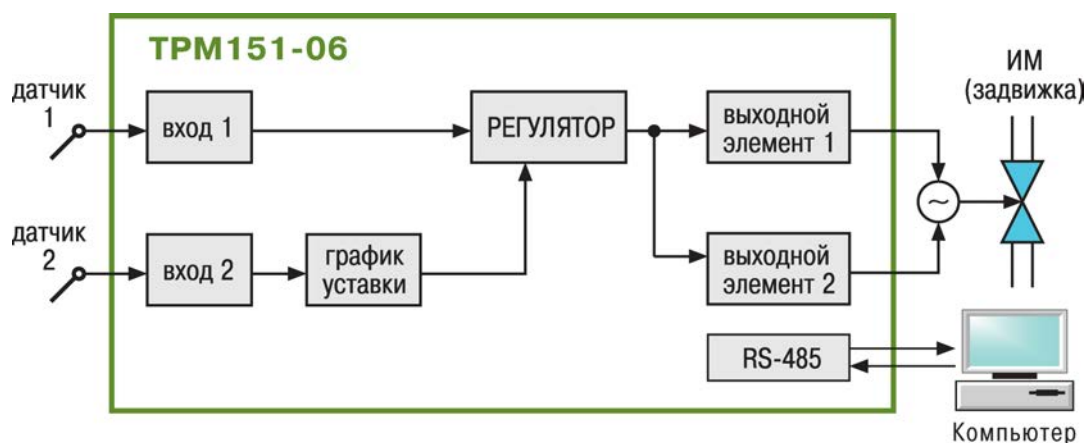 ТРМ151-06
датчик
1
вход 1
РЕГУЛЯТОР
выходной
элемент 1
ИМ
(задвижка)
~
датчик
2
вход 2
график
уставки
выходной
элемент 2
RS-485
Компьютер